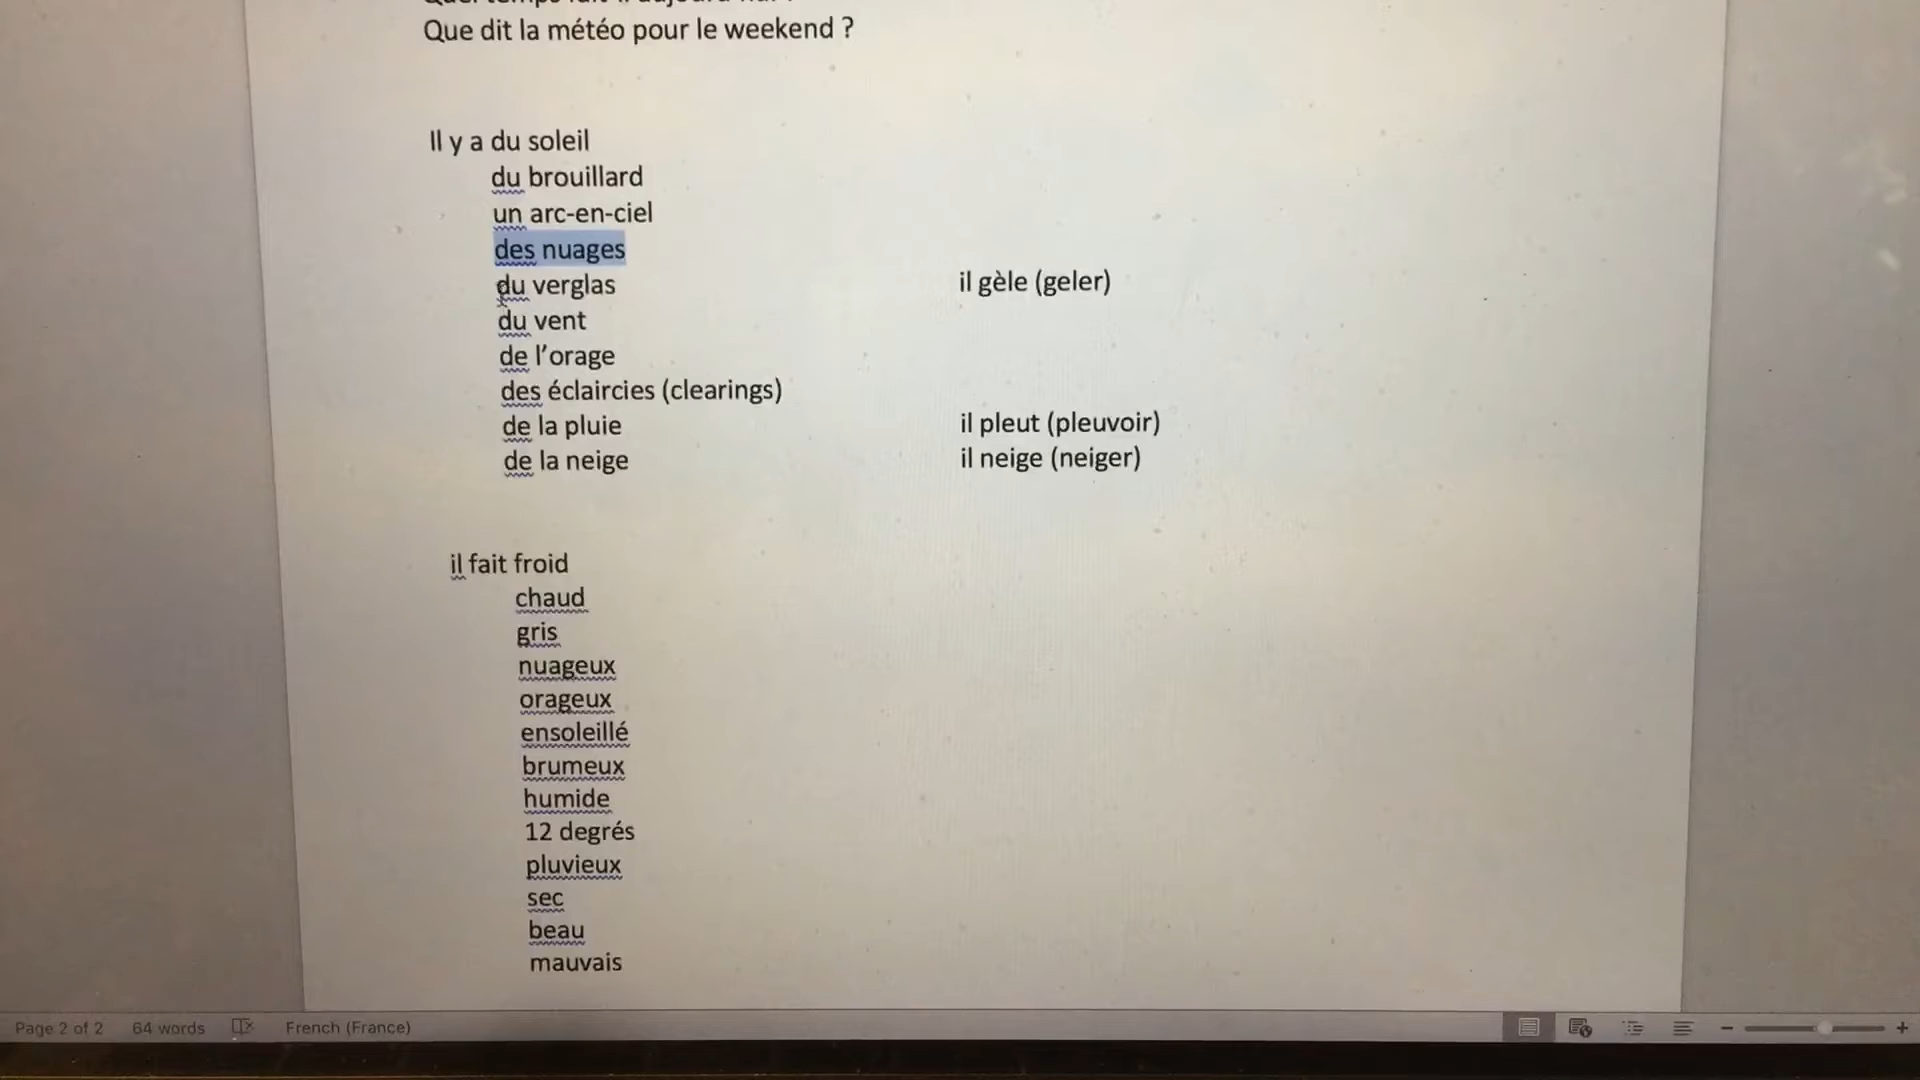 Que dit la météo pour le weekend ?
Il y a du soleil
du brouillard
un arc-en-ciel
des nuages
du verglas il gèle (geler)
du vent
de l'orage
des éclaircies (clearings)
de la pluie il pleut (pleuvoir)
de la neige il neige (neiger)
il fait froid
chaud
gris
nuageux
orageux
ensoleillé
brumeux
humide
12 degrés
pluvieux
sec
beau
mauvais
Page 2 of 2 64 words French (France)